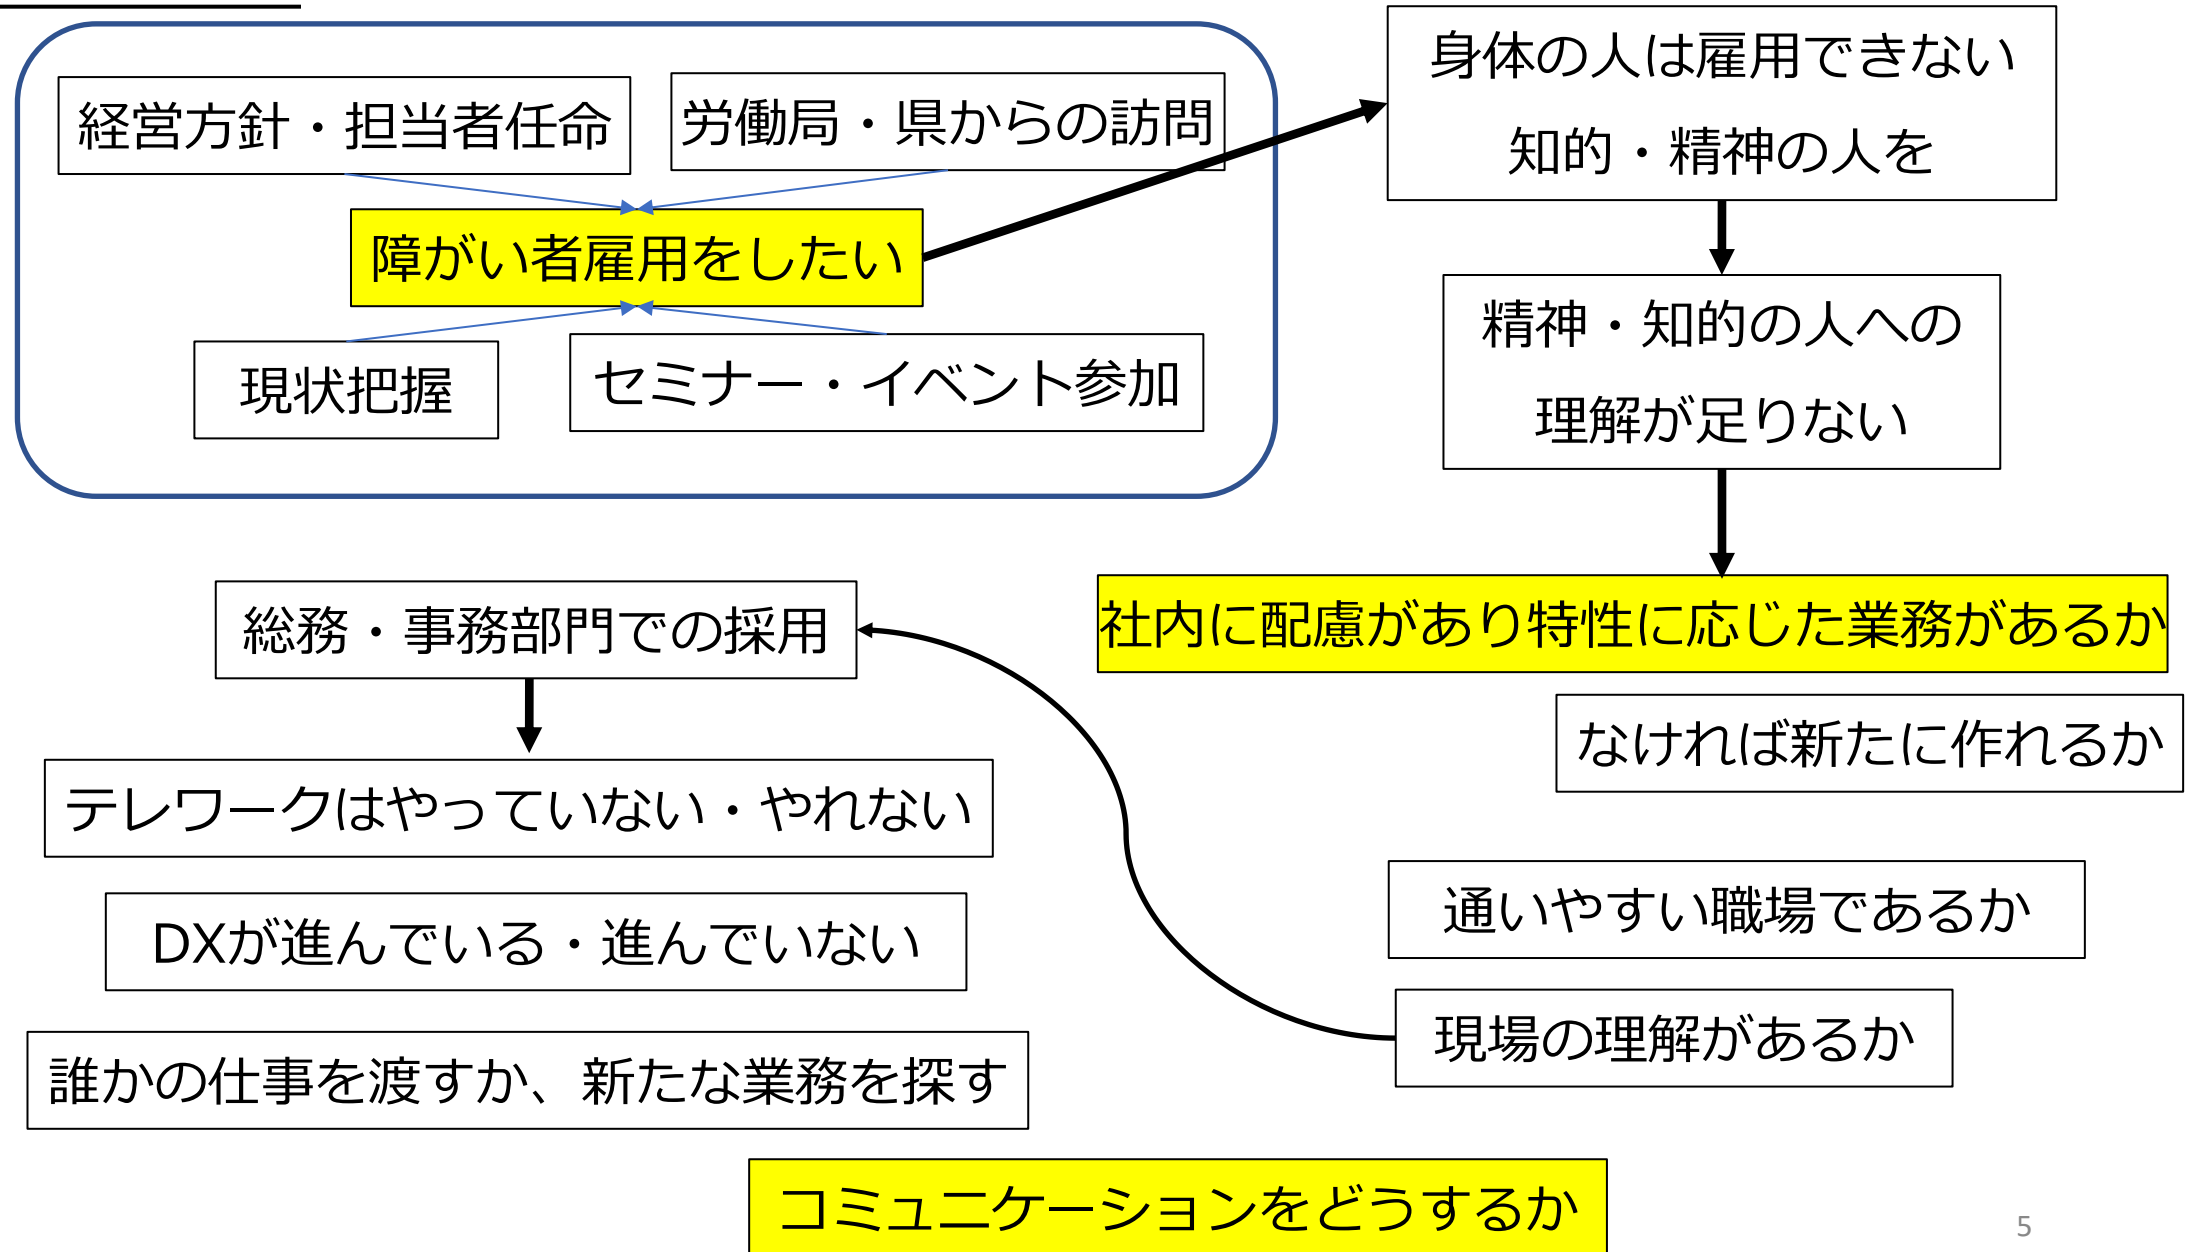 経営方針・担当者任命
労働局・県からの訪問
障がい者雇用をしたい
現状把握
セミナー・イベント参加
身体の人は雇用できない
知的・精神の人を
精神・知的の人への
理解が足りない
社内に配慮があり特性に応じた業務があるか
なければ新たに作れるか
通いやすい職場であるか
現場の理解があるか
総務・事務部門での採用
テレワークはやっていない・やれない
DXが進んでいる・進んでいない
誰かの仕事を渡すか、新たな業務を探す
コミュニケーションをどうするか
5